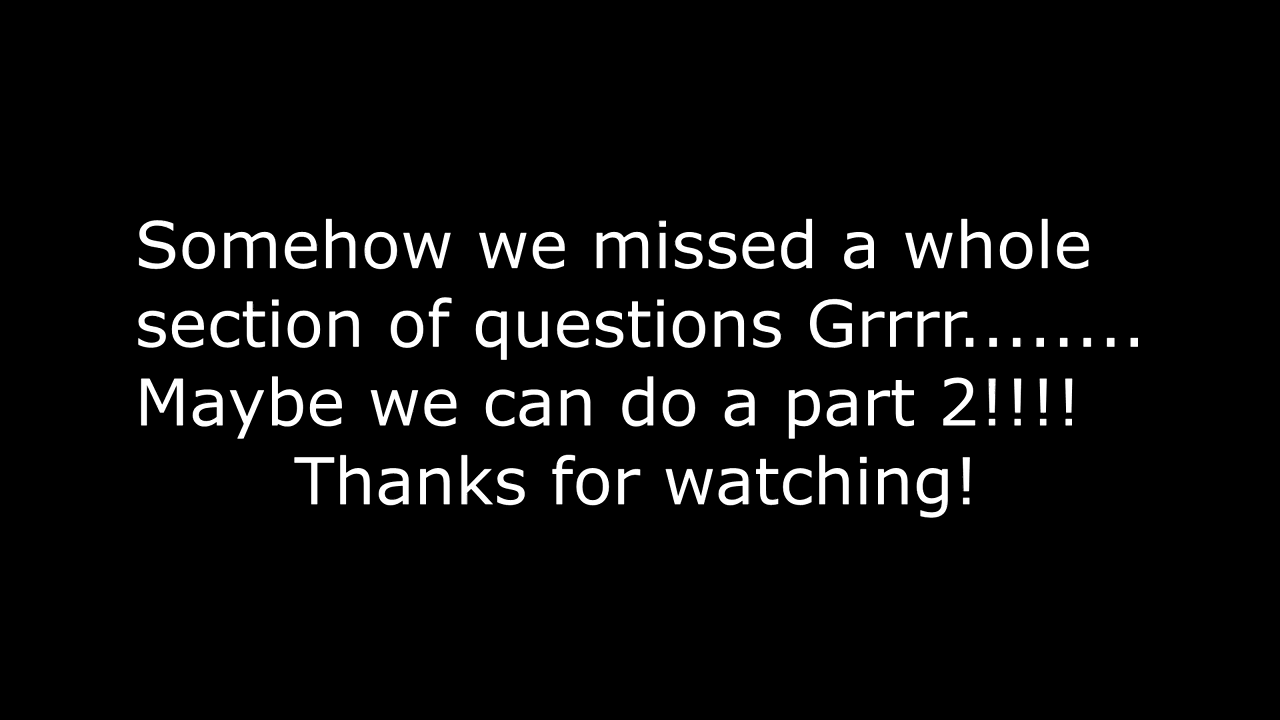 Somehow we missed a whole
section of questions Grrrr........
Maybe we can do a part 2!!!!
Thanks for watching!